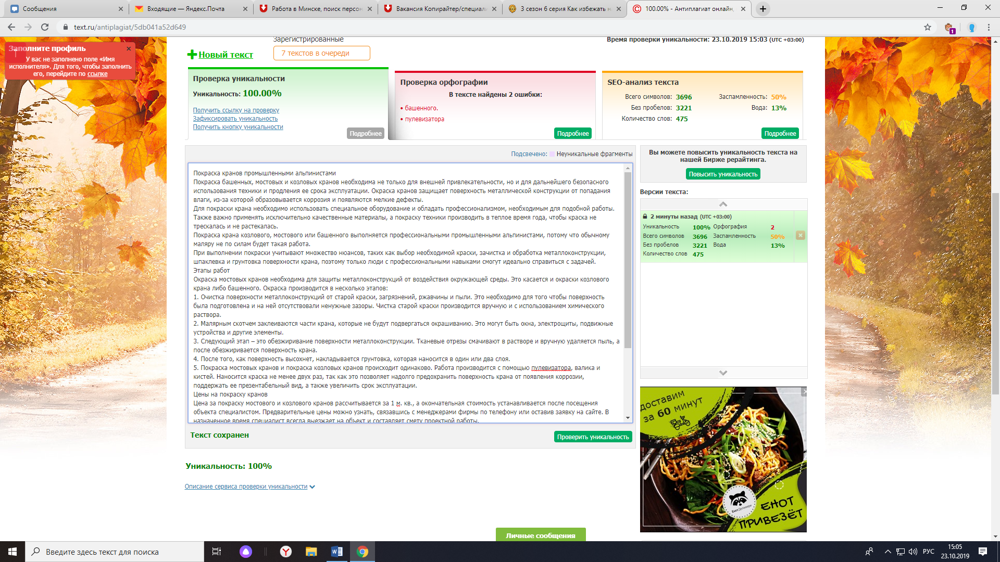 Сообщения
Входящие — Яндекс.Почта
Работа в Минске, поиск персон
Вакансия Копирайтер/специали
3 сезон 6 серия Как избежать н
100.00% - Антиплагиат онлайн,
text.ru/antiplagiat/5db041a52d649
1
Заполните профиль
У вас не заполнено поле «Имя
исполнителя». Для того, чтобы заполнить
его, перейдите по ссылке
Зарегистрированные
Время проверки уникальности: 23.10.2019 15:03 (UTC +03:00)
Новый текст
7 текстов в очереди
Проверка уникальности
Уникальность: 100.00%
Получить ссылку на проверку
Зафиксировать уникальность
Получить кнопку уникальности
Подробнее
Проверка орфографии
В тексте найдены 2 ошибки:
• башенного.
• пулевизатора
Подробнее
SEO-анализ текста
Всего символов: 3696 Заспамленность: 50%
Без пробелов: 3221 Вода: 13%
Количество слов: 475
Подробнее
Подсвечено: Неуникальные фрагменты
Покраска кранов промышленными альпинистами
Покраска башенных, мостовых и козловых кранов необходима не только для внешней привлекательности, но и для дальнейшего безопасного
использования техники и продления ее срока эксплуатации. Окраска кранов защищает поверхность металлической конструкции от попадания
влаги, из-за которой образовывается коррозия и появляются мелкие дефекты.
Для покраски крана необходимо использовать специальное оборудование и обладать профессионализмом, необходимым для подобной работы.
Также важно применять исключительно качественные материалы, а покраску техники производить в теплое время года, чтобы краска не
трескалась и не растекалась.
Покраска крана козлового, мостового или башенного выполняется профессиональными промышленными альпинистами, потому что обычному
маляру не по силам будет такая работа.
При выполнении покраски учитывают множество нюансов, таких как выбор необходимой краски, зачистка и обработка металлоконструкции,
шпаклевка и грунтовка поверхности крана, поэтому только люди с профессиональными навыками смогут идеально справиться с задачей.
Этапы работ
Окраска мостовых кранов необходима для защиты металлоконструкций от воздействия окружающей среды. Это касается и окраски козлового
крана либо башенного. Окраска производится в несколько этапов:
1. Очистка поверхности металлоконструкций от старой краски, загрязнений, ржавчины и пыли. Это необходимо для того чтобы поверхность
была подготовлена и на ней отсутствовали ненужные зазоры. Чистка старой краски производится вручную и с использованием химического
раствора.
2. Малярным скотчем заклеиваются части крана, которые не будут подвергаться окрашиванию. Это могут быть окна, электрощиты, подвижные
устройства и другие элементы.
3. Следующий этап – это обезжиривание поверхности металлоконструкции. Тканевые отрезы смачивают в растворе и вручную удаляется пыль, а
после обезжиривается поверхность крана.
4. После того, как поверхность высохнет, накладывается грунтовка, которая наносится в один или два слоя.
5. Покраска мостовых кранов и покраска козловых кранов происходит одинаково. Работа производится с помощью пулевизатора, валика и
кистей. Наносится краска не менее двух раз, так как это позволяет надолго предохранить поверхность крана от появления коррозии,
поддержать ее презентабельный вид, а также увеличить срок эксплуатации.
Цены на покраску кранов
Цена за покраску мостового и козлового кранов рассчитывается за 1 м. кв., а окончательная стоимость устанавливается после посещения
объекта специалистом. Предварительные цены можно узнать, связавшись с менеджерами фирмы по телефону или оставив заявку на сайте. В
назначенное время специалист всегда выезжает на объект и составляет смету проектной работы.
Текст сохранен
Проверить уникальность
Уникальность: 100%
Описание сервиса проверки уникальности
Вы можете повысить уникальность текста на
нашей Бирже рерайтинга.
Повысить уникальность
Версии текста:
2 минуты назад (UTC +03:00)
Уникальность 100% Орфография 2
Всего символов 3696 Заспамленность 50%
Без пробелов 3221 Вода 13%
Количество слов 475
доставим
за 60 минут
ЕНОТ
ПРИВЕЗЁТ
Личные сообщения
Введите здесь текст для поиска
РУС
15:05
23.10.2019